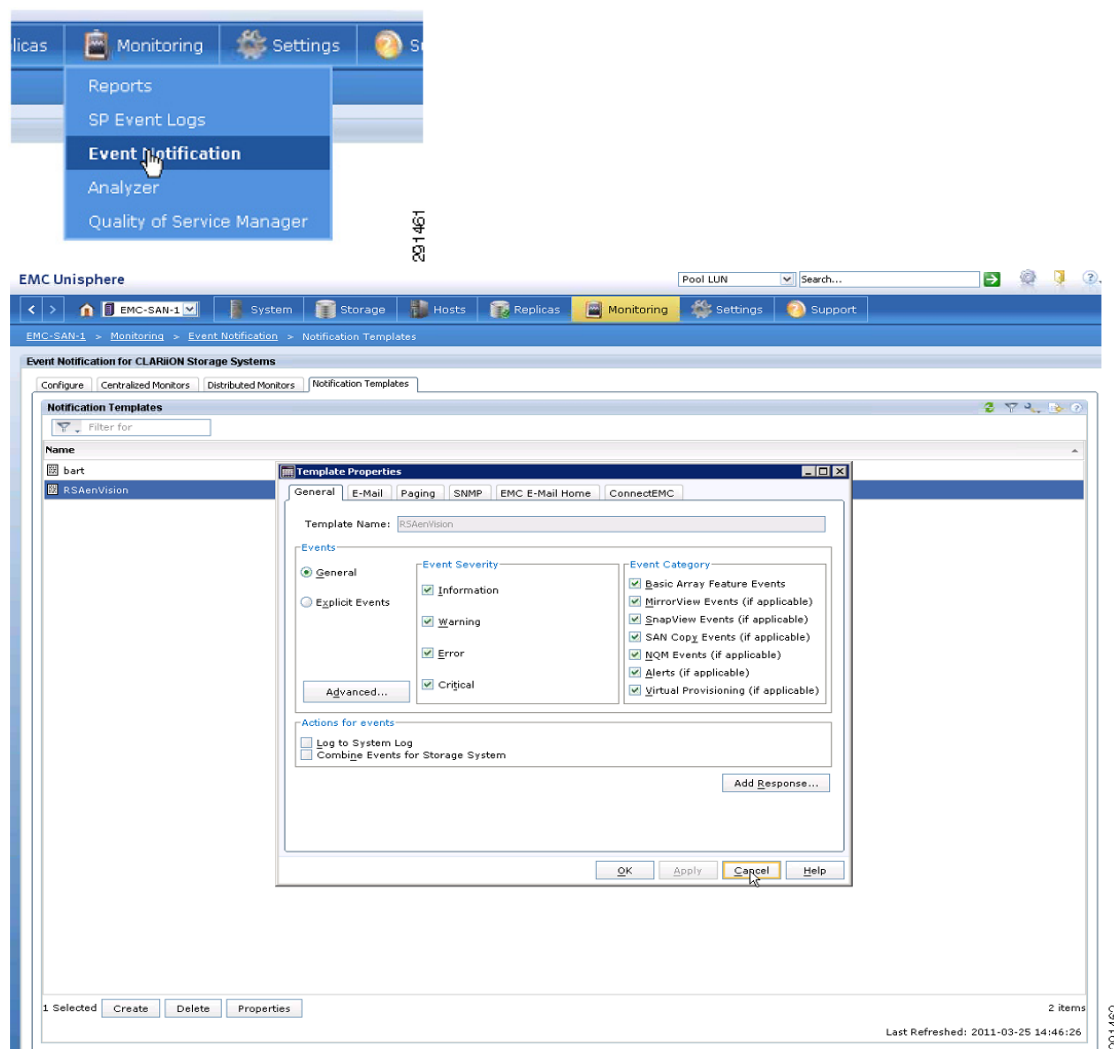 licas Monitoring Settings Su
Reports
SP Event Logs
Event Notification
Analyzer
Quality of Service Manager
291461
EMC Unisphere Pool LUN Search...
EMC-SAN-1 System Storage Hosts Replicas Monitoring Settings Support
EMC-SAN-1 > Monitoring > Event Notification > Notification Templates
Event Notification for CLARiiON Storage Systems
Configure Centralized Monitors Distributed Monitors Notification Templates
Notification Templates
Filter for
Name
bart
RSAenVision
Template Properties
General E-Mail Paging SNMP EMC E-Mail Home ConnectEMC
Template Name: RSAenVision
Events
General
Explicit Events
Advanced...
Event Severity
Information
Warning
Error
Critical
Event Category
Basic Array Feature Events
MirrorView Events (if applicable)
SnapView Events (if applicable)
SAN Copy Events (if applicable)
NQM Events (if applicable)
Alerts (if applicable)
Virtual Provisioning (if applicable)
Actions for events
Log to System Log
Combine Events for Storage System
Add Response...
OK Apply Cancel Help
1 Selected Create Delete Properties 2 items
Last Refreshed: 2011-03-25 14:46:26
291462